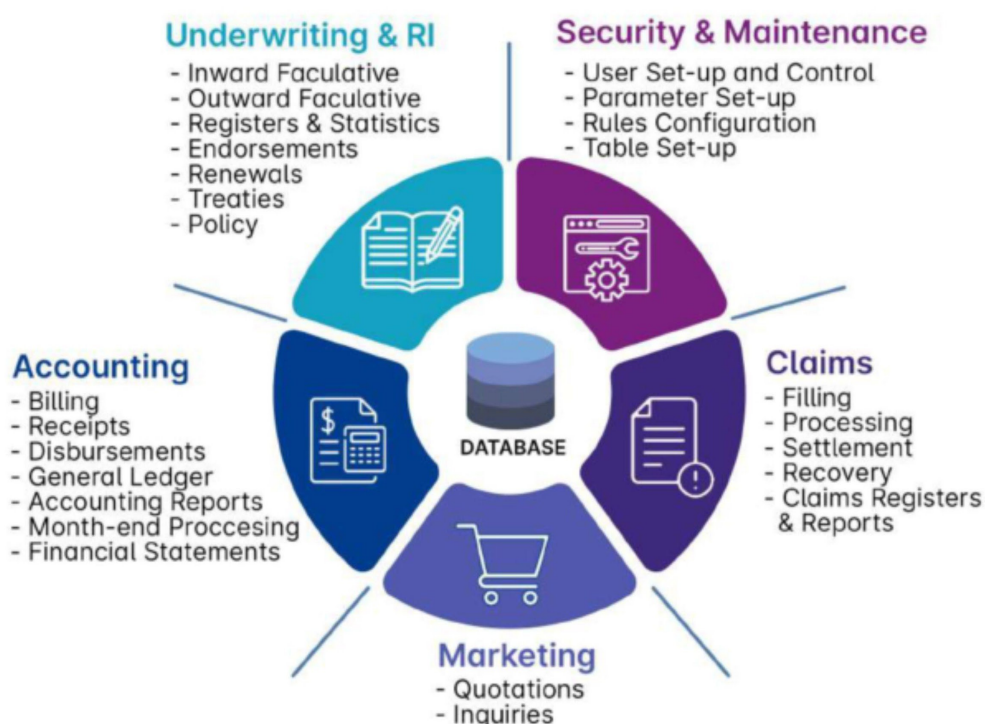 Underwriting & RI
- Inward Faculative
- Outward Faculative
- Registers & Statistics
- Endorsements
- Renewals
- Treaties
- Policy
Security & Maintenance
- User Set-up and Control
- Parameter Set-up
- Rules Configuration
- Table Set-up
Accounting
- Billing
- Receipts
- Disbursements
- General Ledger
- Accounting Reports
- Month-end Proccesing
- Financial Statements
$
DATABASE
Claims
- Filling
- Processing
- Settlement
- Recovery
- Claims Registers
& Reports
!
Marketing
- Quotations
- Inquiries